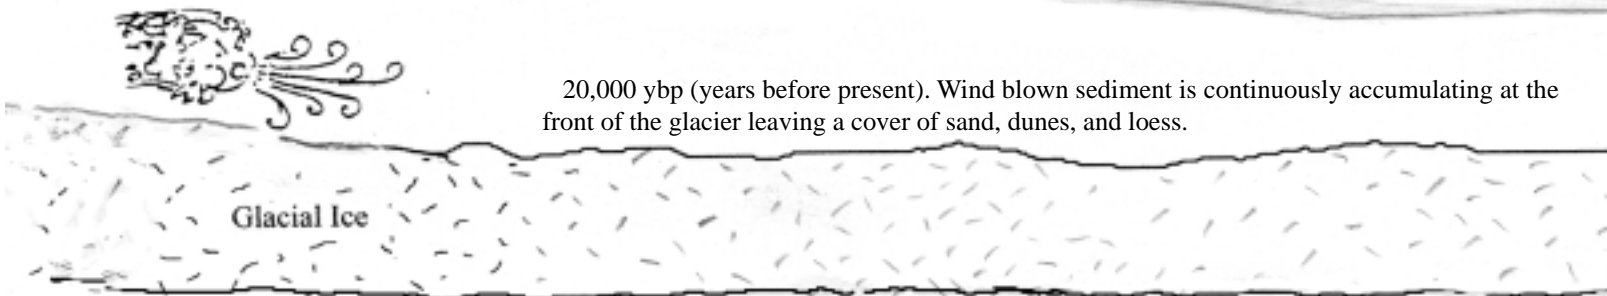 20,000 ybp (years before present). Wind blown sediment is continuously accumulating at the
front of the glacier leaving a cover of sand, dunes, and loess.
Glacial Ice